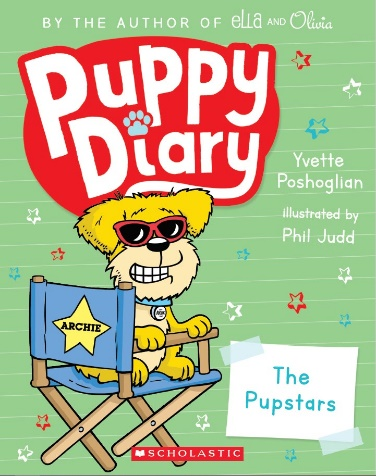 BY THE AUTHOR OF ELLA AND Olivia
Puppy
Diary
Yvette
Poshoglian
illustrated by
Phil Judd
ARCHIE
The
Pupstars
SCHOLASTIC